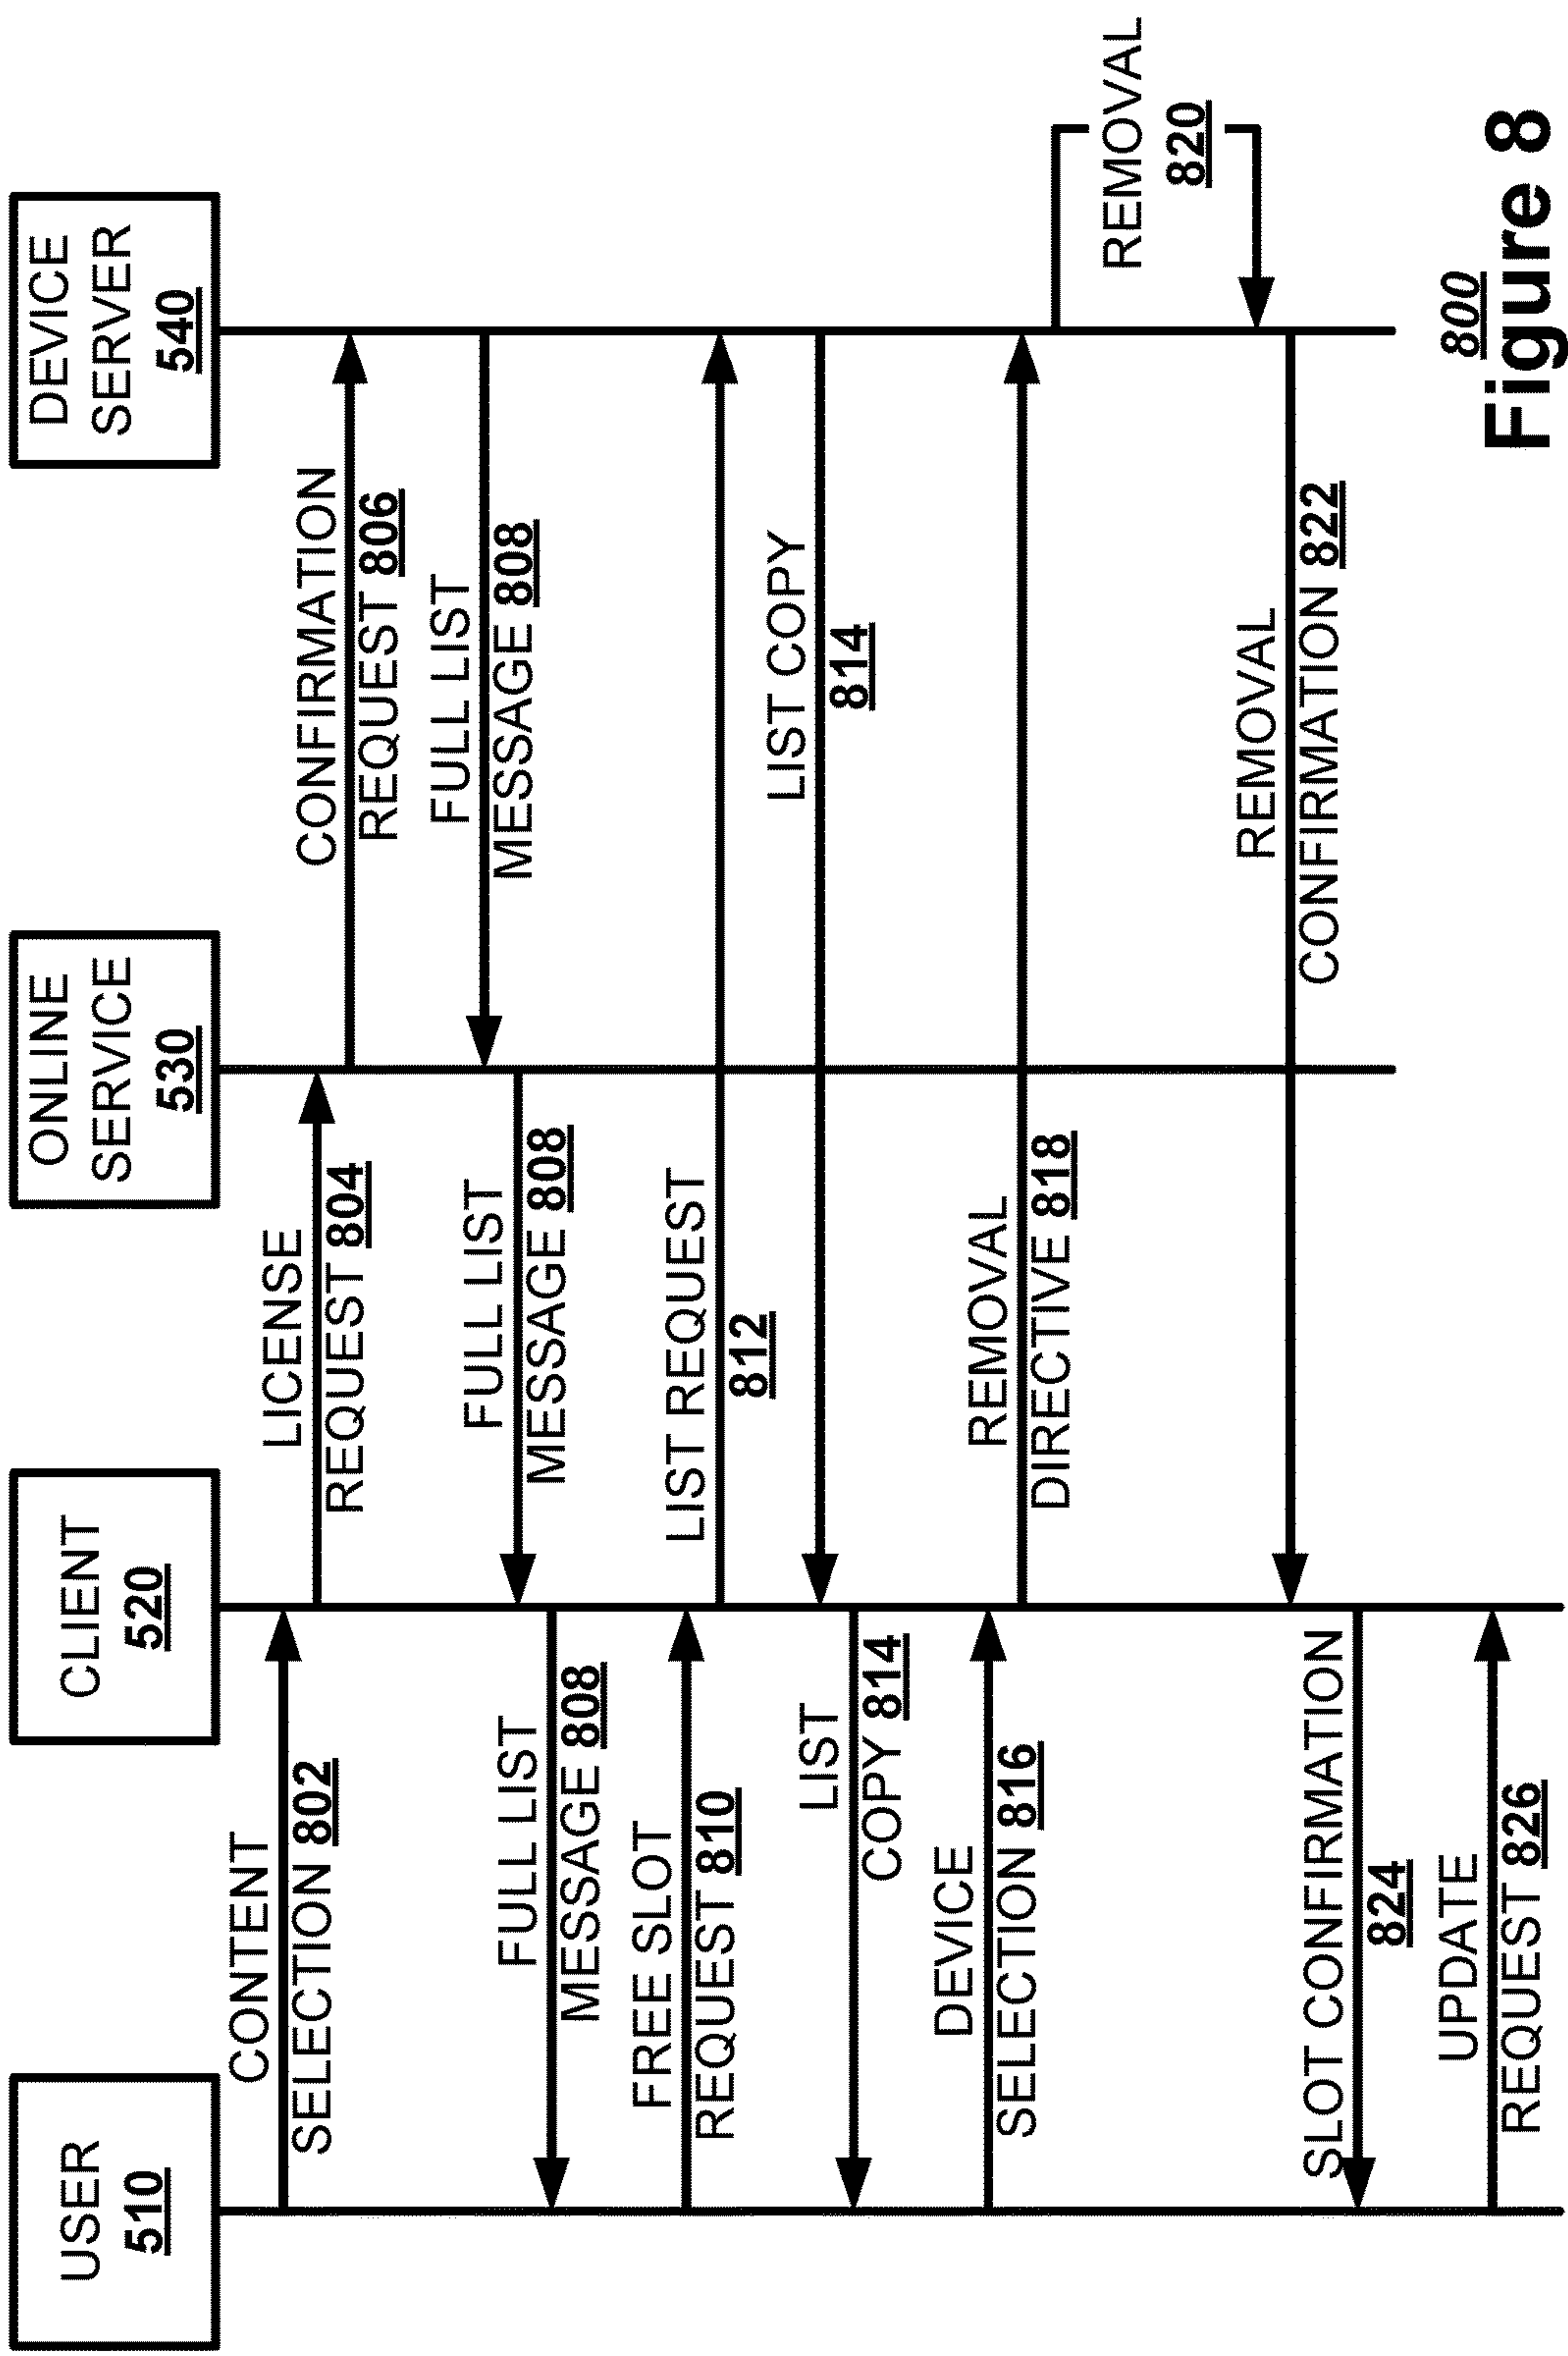 USER
510
CLIENT
520
ONLINE
SERVICE
530
DEVICE
SERVER
540
CONTENT
SELECTION 802
LICENSE
REQUEST 804
CONFIRMATION
REQUEST 806
FULL LIST
MESSAGE 808
FULL LIST
MESSAGE 808
FULL LIST
MESSAGE 808
FREE SLOT
REQUEST 810
LIST REQUEST
812
LIST COPY
814
LIST
COPY 814
DEVICE
SELECTION 816
REMOVAL
DIRECTIVE 818
REMOVAL
820
REMOVAL
CONFIRMATION 822
SLOT CONFIRMATION
824
UPDATE
REQUEST 826
800
Figure 8